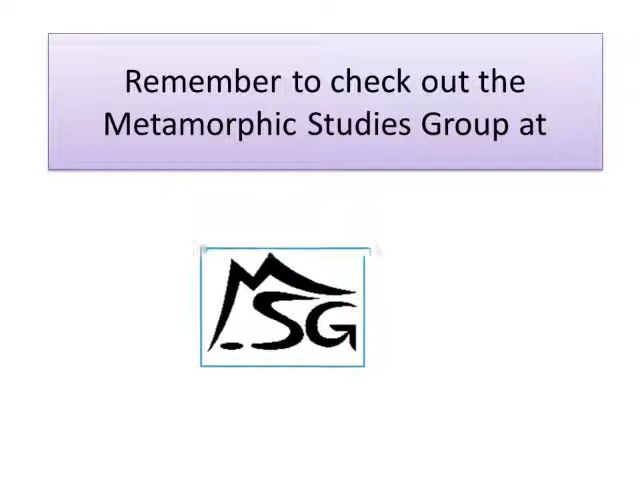 Remember to check out the
Metamorphic Studies Group at
MSG